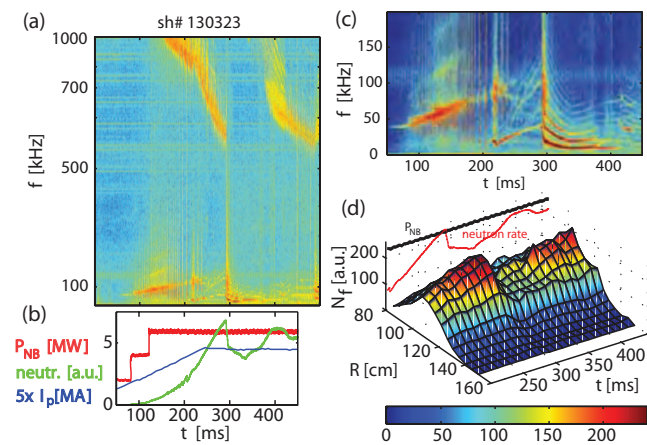 (a)
sh# 130323
1000
700
500
100
f [kHz]
(b)
P_NB [MW]
neutr. [a.u.]
5x I_p[MA]
5
0
100 200 300 400
t [ms]
(c)
150
100
50
0
f [kHz]
100 200 300 400
t [ms]
(d)
P_NB
neutron rate
200
100
N_f [a.u.]
80
100
120
140
160
R [cm]
250
300
350
400
t [ms]
0 50 100 150 200